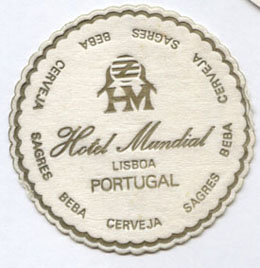 BEBA SAGRES CERVEJA BEBA SAGRES CERVEJA BEBA SAGRES CERVEJA
HM
Hotel Mundial
LISBOA
PORTUGAL